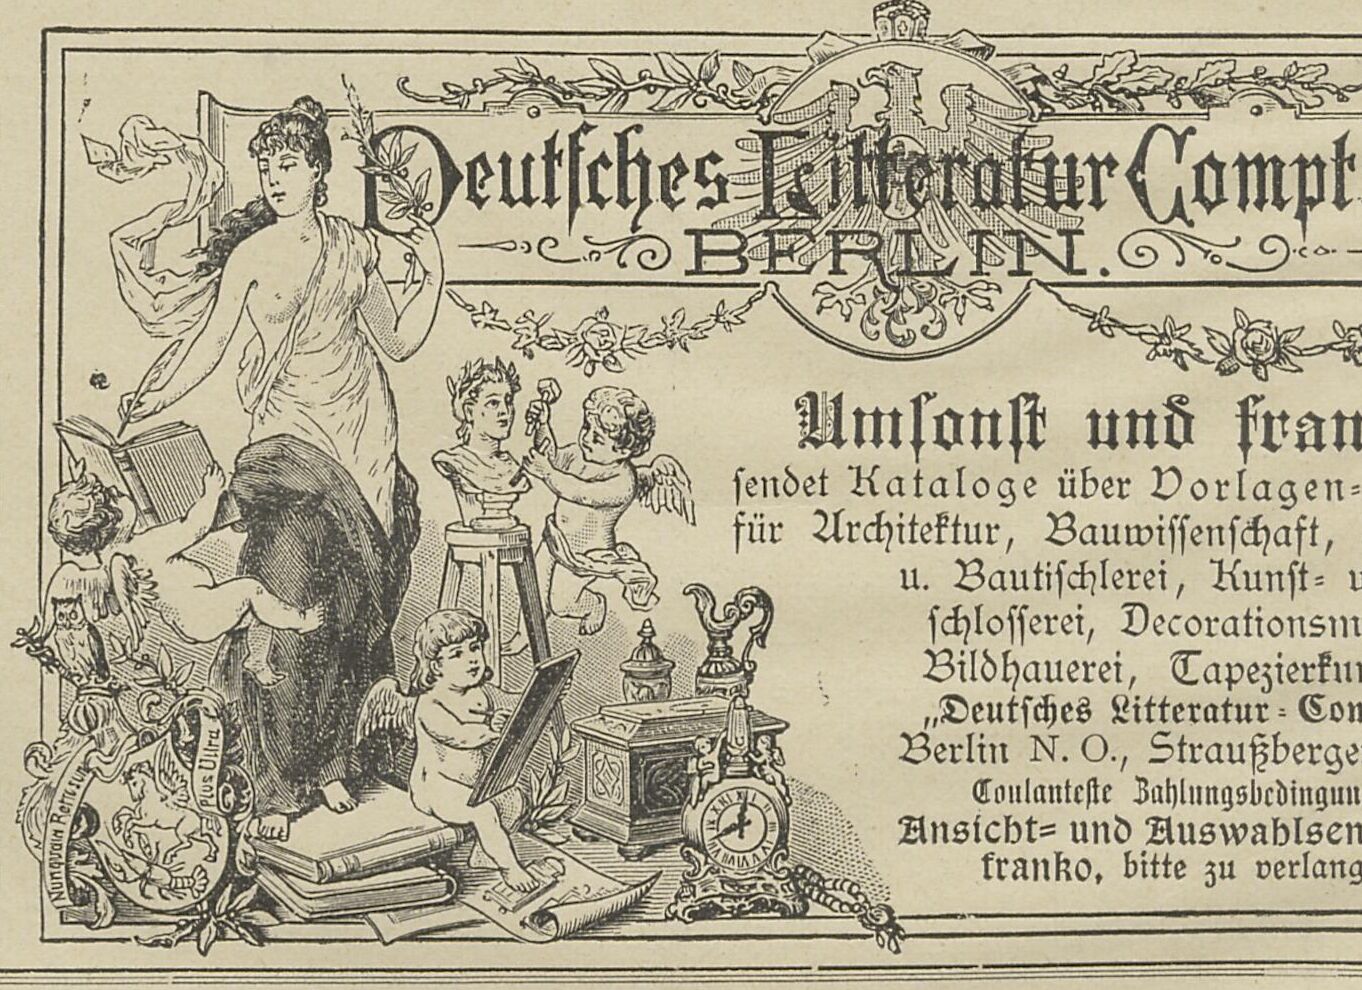 Deutsches Litteratur Compt
BERLIN.
Umsonst und fran
sendet Kataloge über Vorlagen-
für Architektur, Bauwissenschaft,
u. Bautischlerei, Kunst- u
schlosserei, Decorationsm
Bildhauerei, Tapezierkun
„Deutsches Litteratur-Com
Berlin N. O., Straußberge
Coulanteste Zahlungsbedingun
Ansicht- und Auswahlsen
franko, bitte zu verlang
Nunquam Retrorsum
Plus Ultra